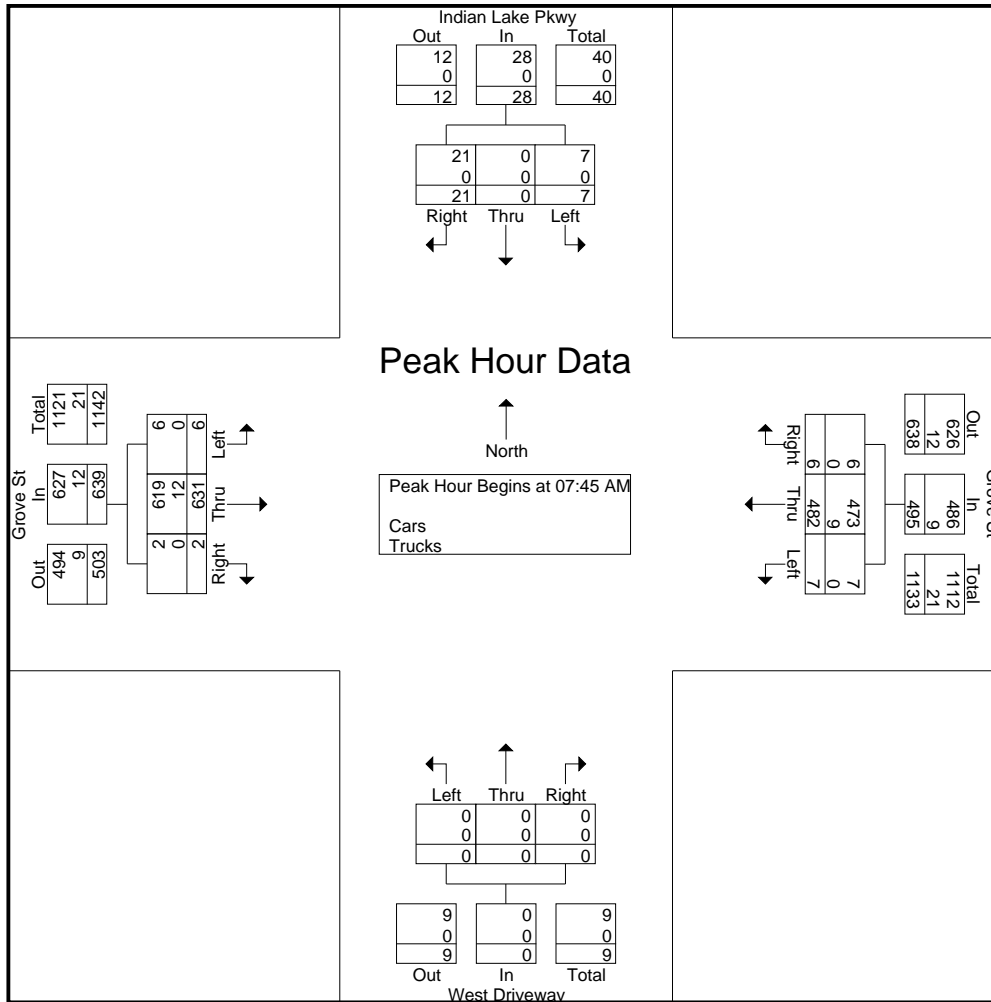 Indian Lake Pkwy
Out In Total
12 28 40
0 0 0
12 28 40
21 0 7
0 0 0
21 0 7
Right Thru Left
Peak Hour Data
North
Peak Hour Begins at 07:45 AM
Cars
Trucks
Grove St
Out In Total
494 627 1121
9 12 21
503 639 1142
Right Thru Left
2 619 6
0 12 0
2 631 6
Grove St
Out In Total
626 486 1112
12 9 21
638 495 1133
Right Thru Left
6 473 7
0 9 0
6 482 7
Left Thru Right
0 0 0
0 0 0
0 0 0
9 0 9
0 0 0
9 0 9
Out In Total
West Driveway